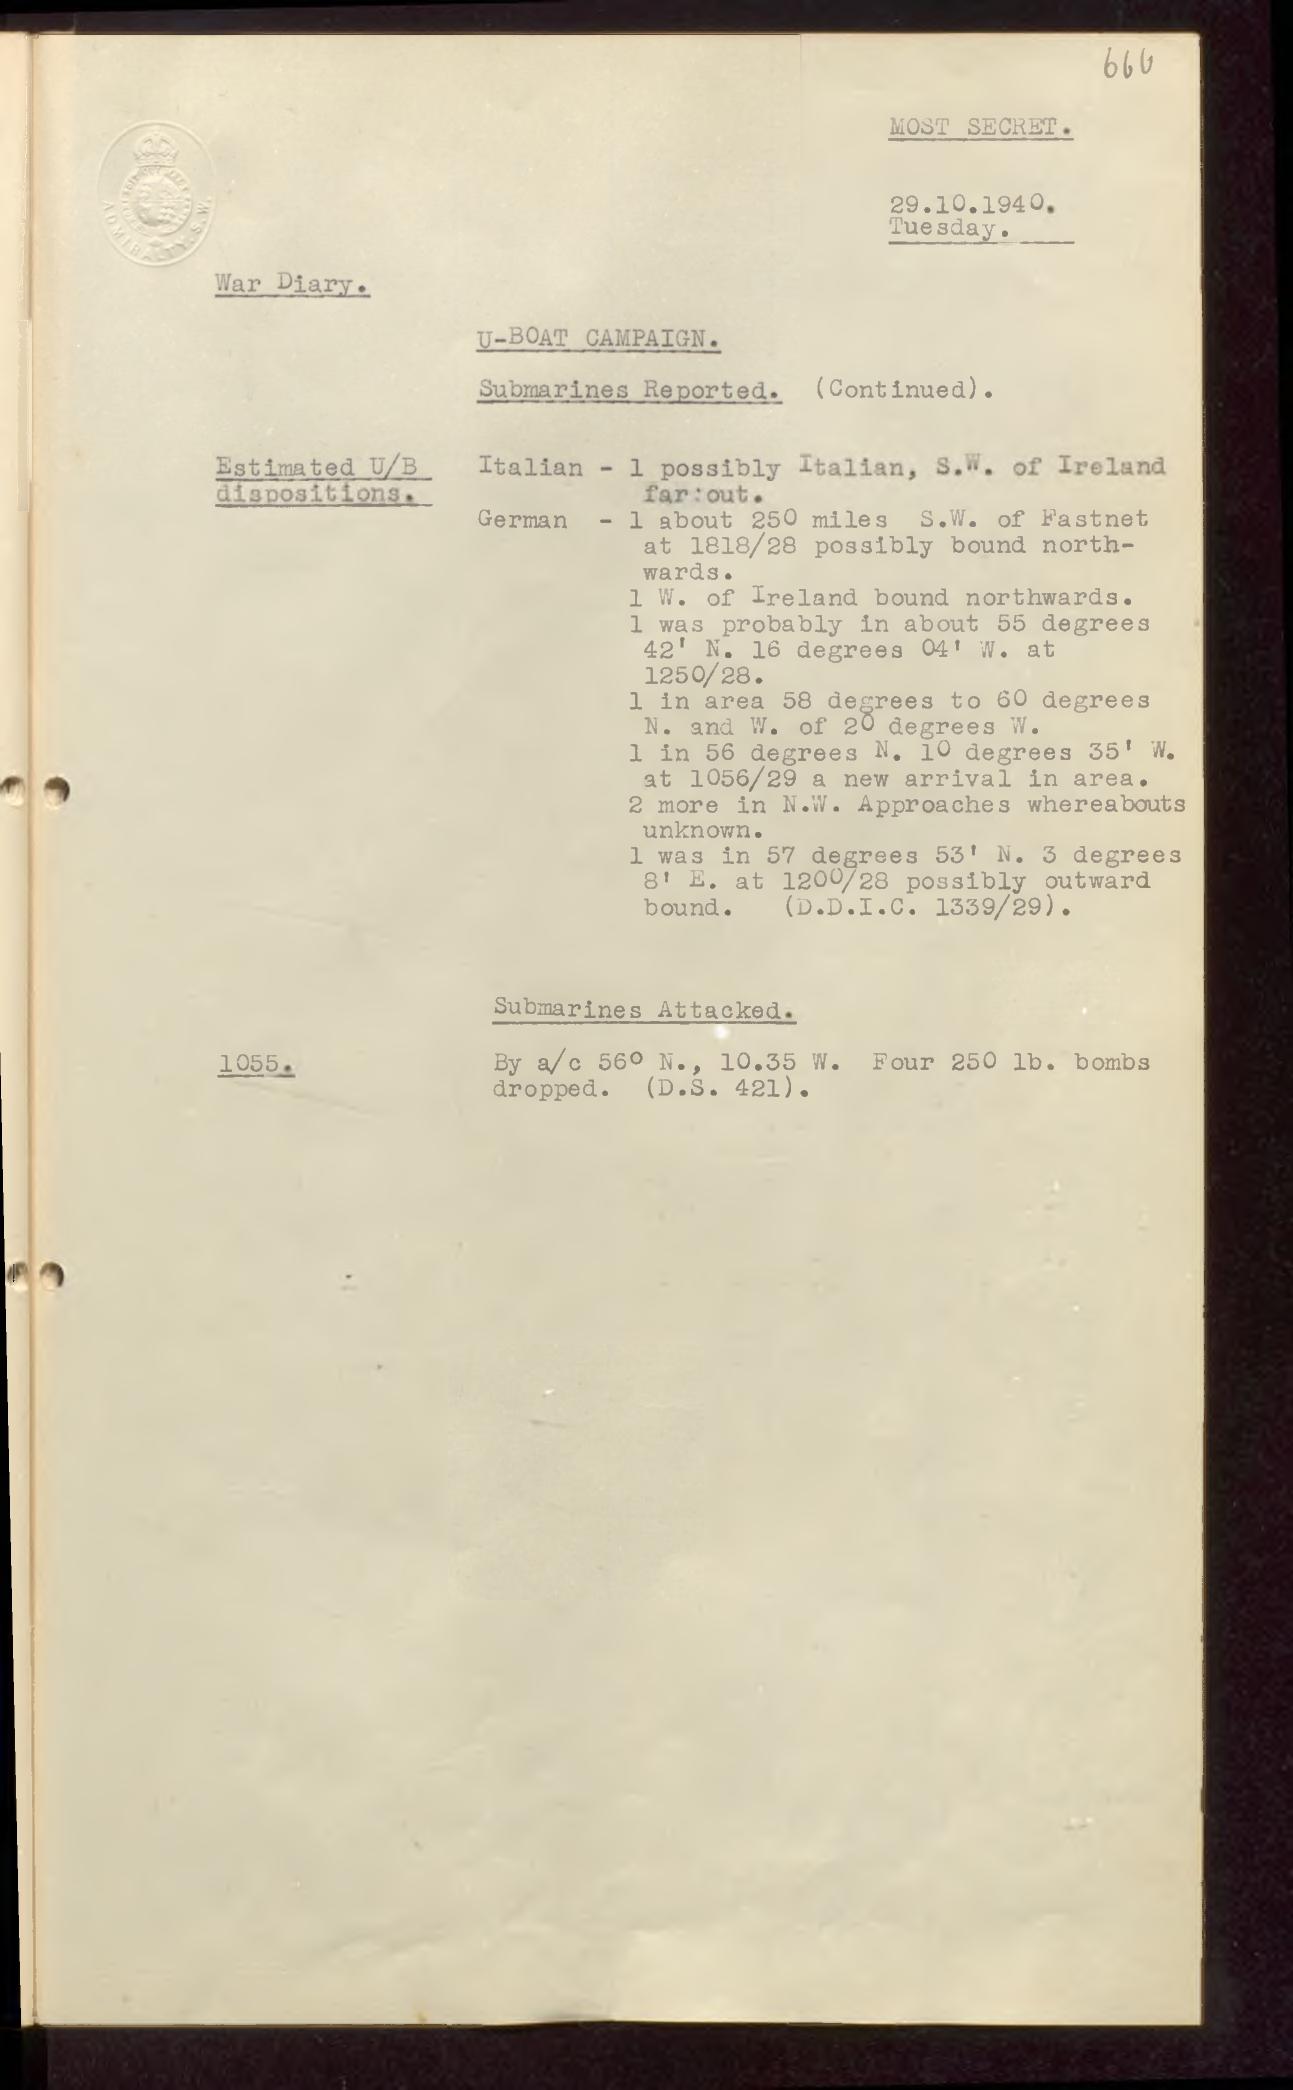 666
MOST SECRET.
ADMIRALTY. S.W.
29.10.1940.
Tuesday.
War Diary.
U-BOAT CAMPAIGN.
Submarines Reported. (Continued).
Estimated U/B
dispositions.
Italian - 1 possibly Italian, S.W. of Ireland
far:out.
German - 1 about 250 miles S.W. of Fastnet
at 1818/28 possibly bound north-
wards.
1 W. of Ireland bound northwards.
1 was probably in about 55 degrees
42' N. 16 degrees 04' W. at
1250/28.
1 in area 58 degrees to 60 degrees
N. and W. of 20 degrees W.
1 in 56 degrees N. 10 degrees 35' W.
at 1056/29 a new arrival in area.
2 more in N.W. Approaches whereabouts
unknown.
1 was in 57 degrees 53' N. 3 degrees
8' E. at 1200/28 possibly outward
bound. (D.D.I.C. 1339/29).
Submarines Attacked.
1055.
By a/c 56º N., 10.35 W. Four 250 lb. bombs
dropped. (D.S. 421).